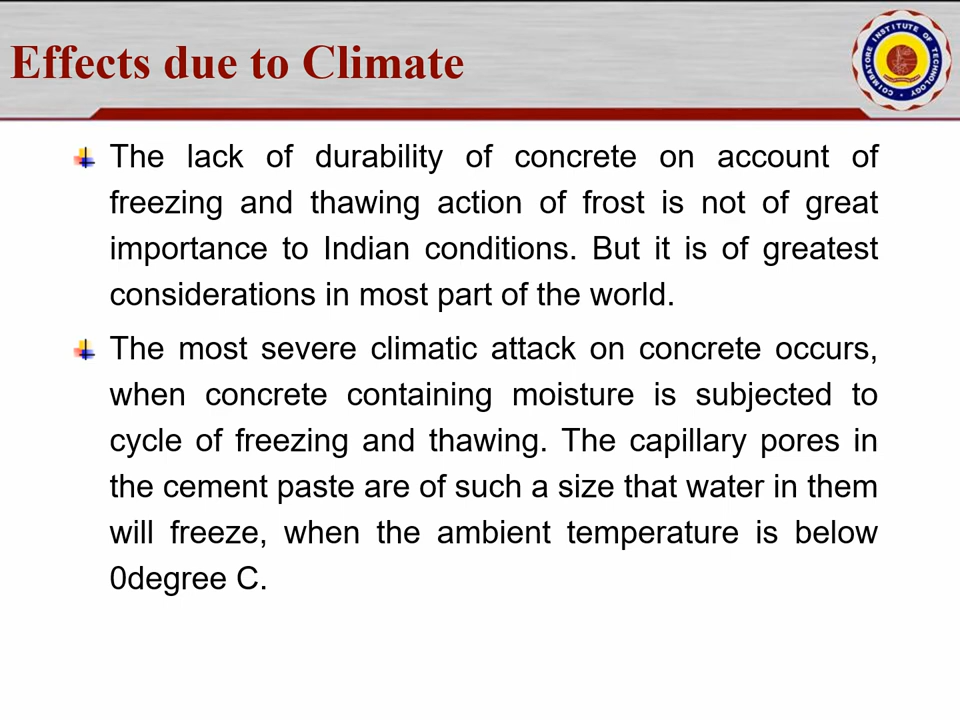 Effects due to Climate
COIMBATORE INSTITUTE OF TECHNOLOGY
The lack of durability of concrete on account of
freezing and thawing action of frost is not of great
importance to Indian conditions. But it is of greatest
considerations in most part of the world.
The most severe climatic attack on concrete occurs,
when concrete containing moisture is subjected to
cycle of freezing and thawing. The capillary pores in
the cement paste are of such a size that water in them
will freeze, when the ambient temperature is below
0degree C.